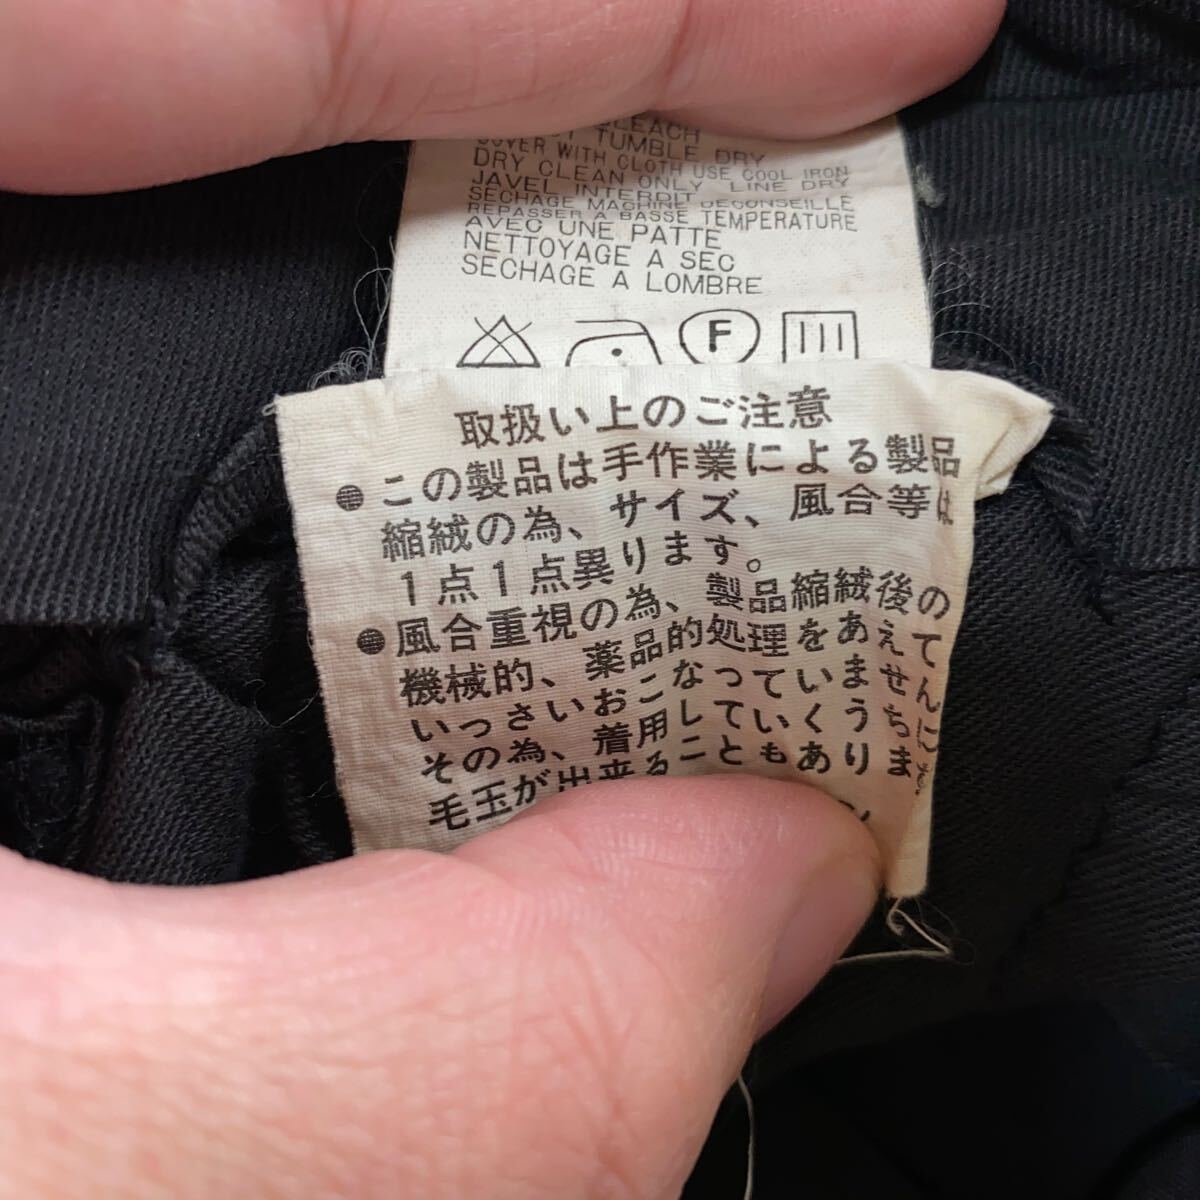 BLEACH
TUMBLE DRY
COVER WITH CLOTH USE COOL IRON
DRY CLEAN ONLY LINE DRY
JAVEL INTERDIT
SECHAGE MACHINE DECONSEILLE
REPASSER A BASSE TEMPERATURE
AVEC UNE PATTE
NETTOYAGE A SEC
SECHAGE A LOMBRE
F
取扱い上のご注意
●この製品は手作業による製品
縮絨の為、サイズ、風合等は
1点1点異ります。
●風合重視の為、製品縮絨後の
機械的、薬品的処理をあえて
いっさいおこなっていません
その為、着用していくうちに
毛玉が出来ることもあります